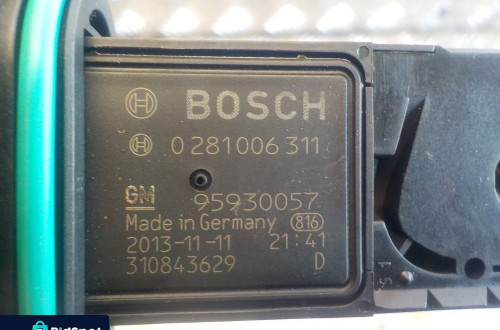 BOSCH
0 281 006 311
GM 95930057
Made in Germany 816
2013-11-11 21:41
310843629 D